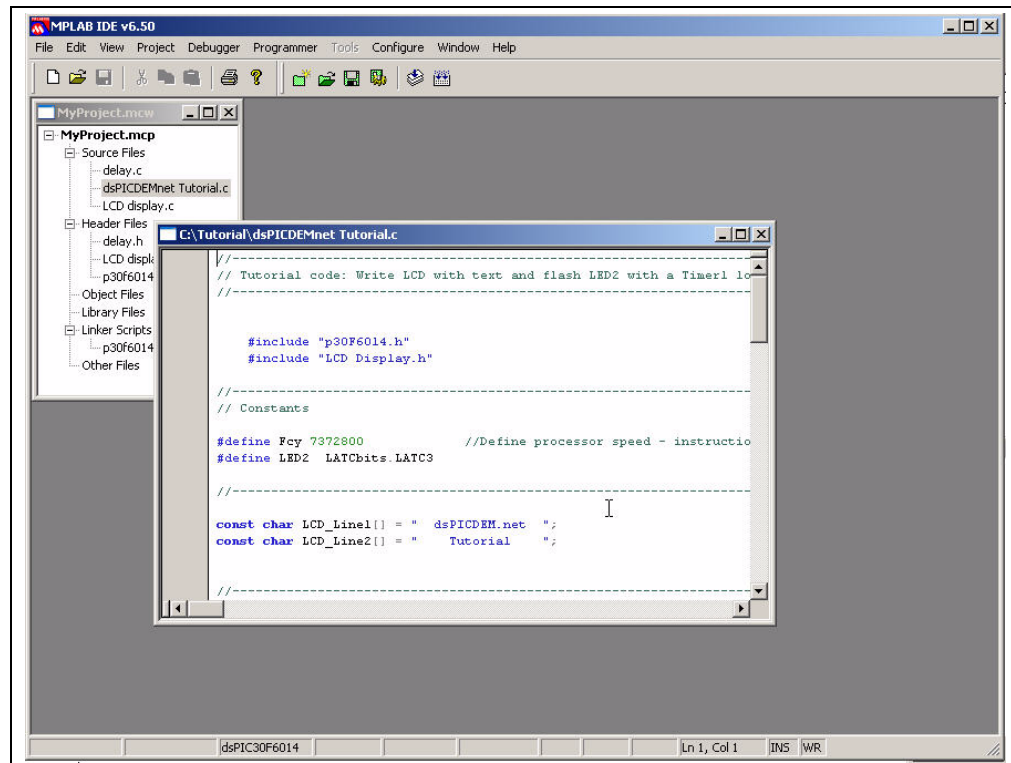 MPLAB IDE v6.50
File Edit View Project Debugger Programmer Tools Configure Window Help
MyProject.mcw
MyProject.mcp
Source Files
delay.c
dsPICDEMnet Tutorial.c
LCD display.c
Header Files
delay.h
LCD displ
p30f6014
Object Files
Library Files
Linker Scripts
p30f6014
Other Files
C:\Tutorial\dsPICDEMnet Tutorial.c
//-----------------------------------------------------------------
// Tutorial code: Write LCD with text and flash LED2 with a Timer1 lo
//-----------------------------------------------------------------
#include "p30F6014.h"
#include "LCD Display.h"
//-----------------------------------------------------------------
// Constants
#define Fcy 7372800 //Define processor speed - instructio
#define LED2 LATCbits.LATC3
//-----------------------------------------------------------------
const char LCD_Line1[] = "  dsPICDEM.net  ";
const char LCD_Line2[] = "    Tutorial    ";
//-----------------------------------------------------------------
dsPIC30F6014 Ln 1, Col 1 INS WR